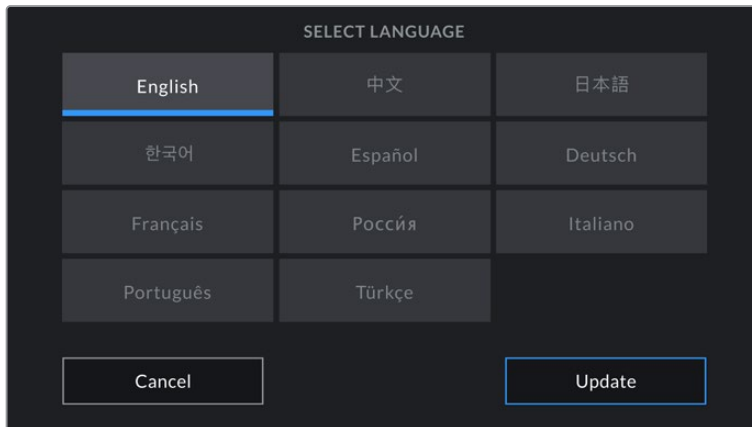 SELECT LANGUAGE
English
中文
日本語
한국어
Español
Deutsch
Français
Росси́я
Italiano
Português
Türkçe
Cancel
Update